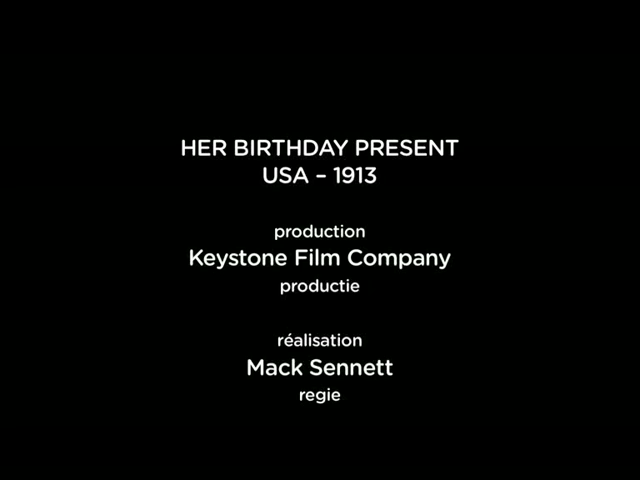 HER BIRTHDAY PRESENT
USA – 1913
production
Keystone Film Company
productie
réalisation
Mack Sennett
regie